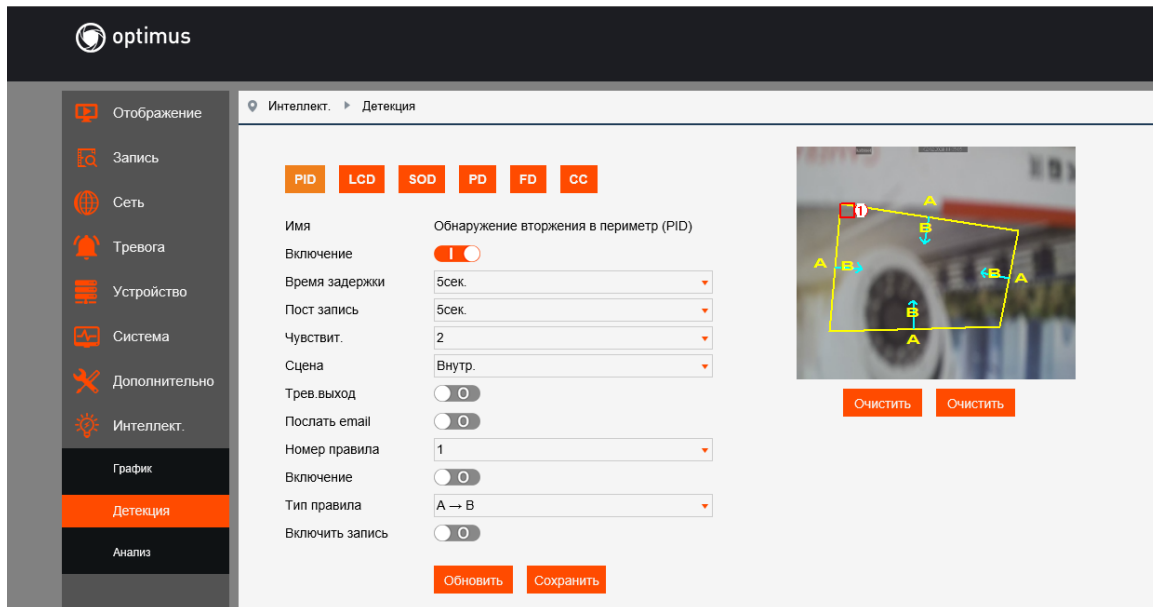 optimus
Отображение
Запись
Сеть
Тревога
Устройство
Система
Дополнительно
Интеллект.
График
Детекция
Анализ
Интеллект. Детекция
PID LCD SOD PD FD CC
Имя Обнаружение вторжения в периметр (PID)
Включение
Время задержки 5сек.
Пост запись 5сек.
Чувствит. 2
Сцена Внутр.
Трев.выход
Послать email
Номер правила 1
Включение
Тип правила A → B
Включить запись
Обновить Сохранить
1
A
B
A B
B A
B
A
Очистить Очистить